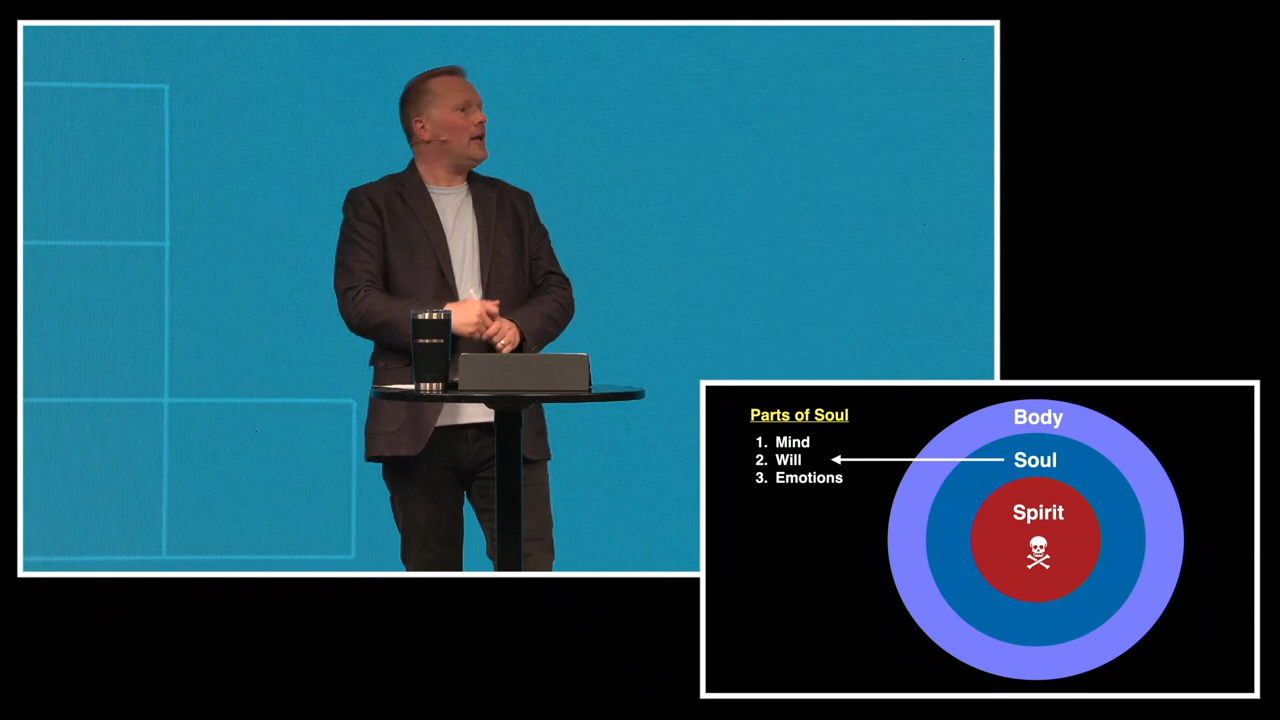 Parts of Soul
1. Mind
2. Will
3. Emotions
Body
Soul
Spirit